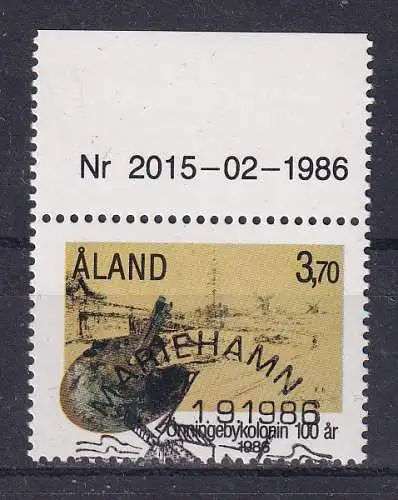 Nr 2015-02-1986
ÅLAND 3,70
MARIEHAMN
1.9.1986
Önningebykolonin 100 år
1986